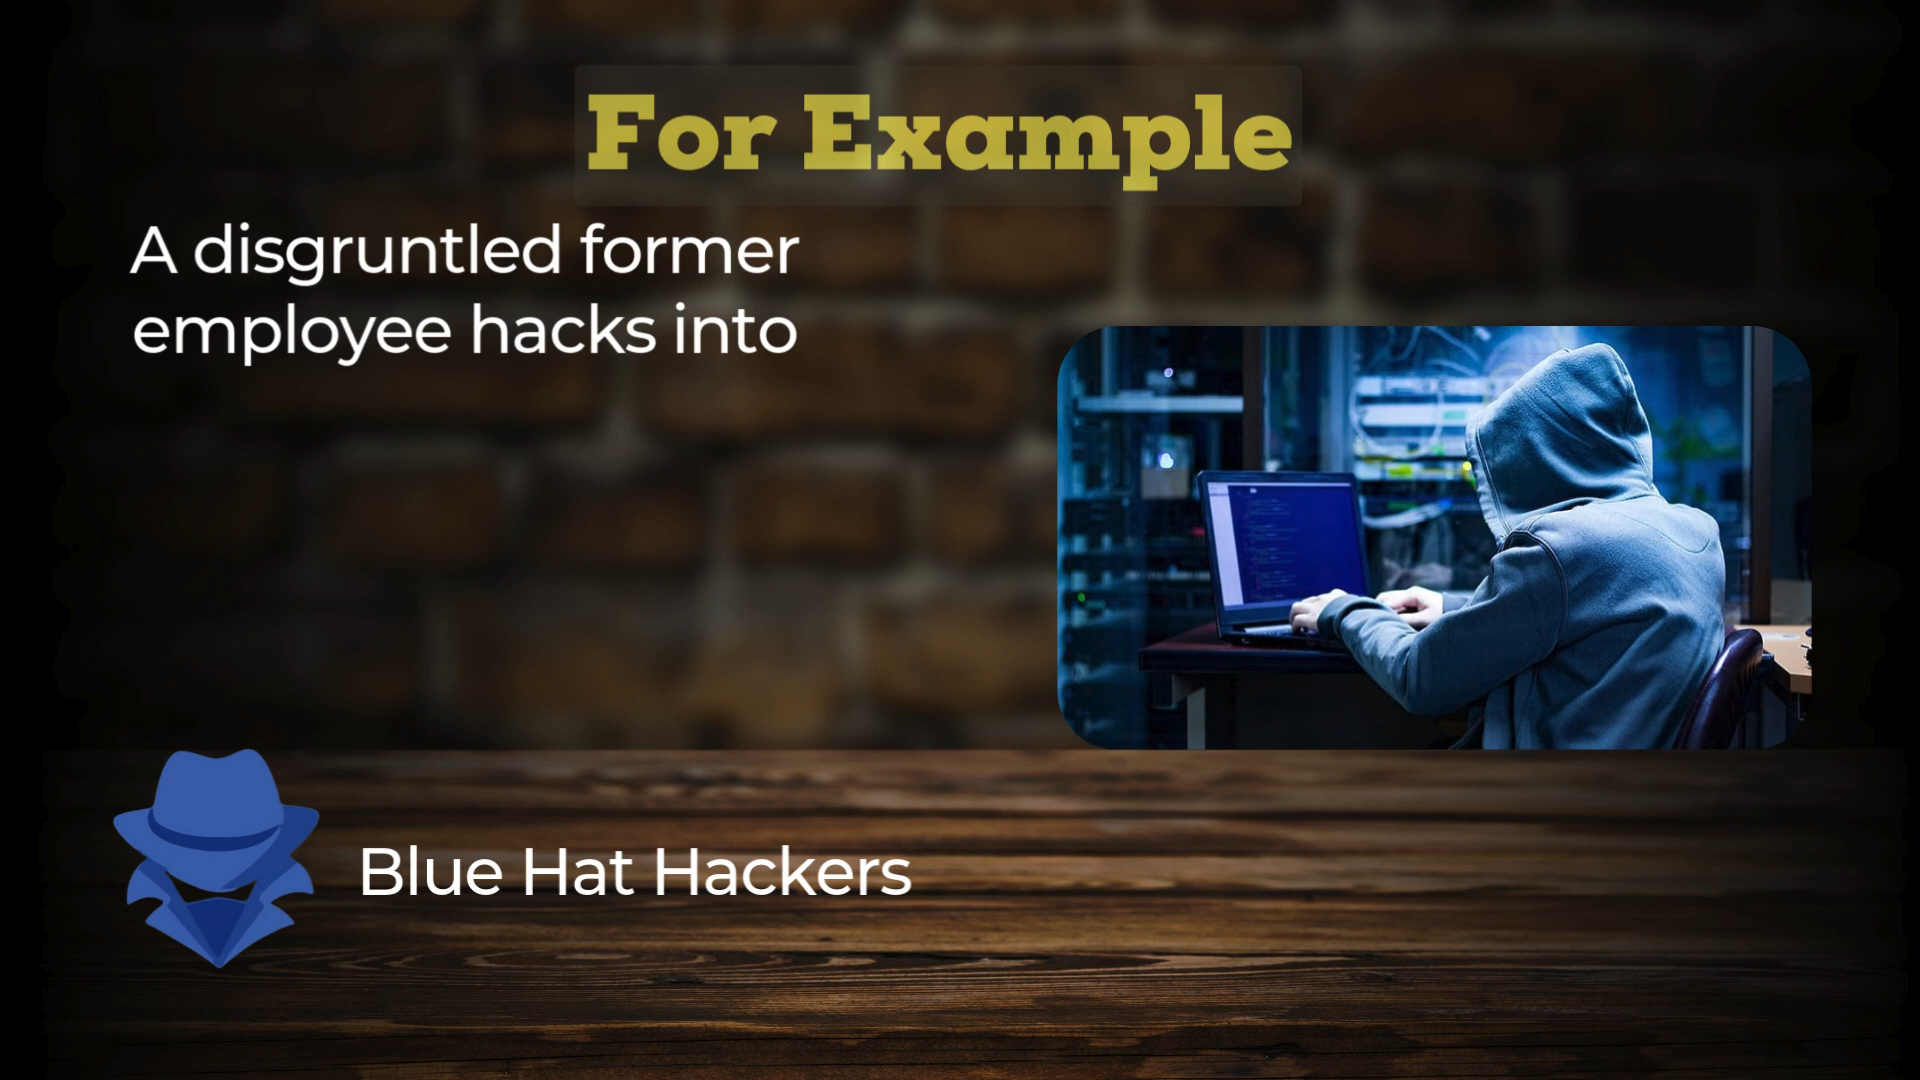 For Example
A disgruntled former
employee hacks into
Blue Hat Hackers